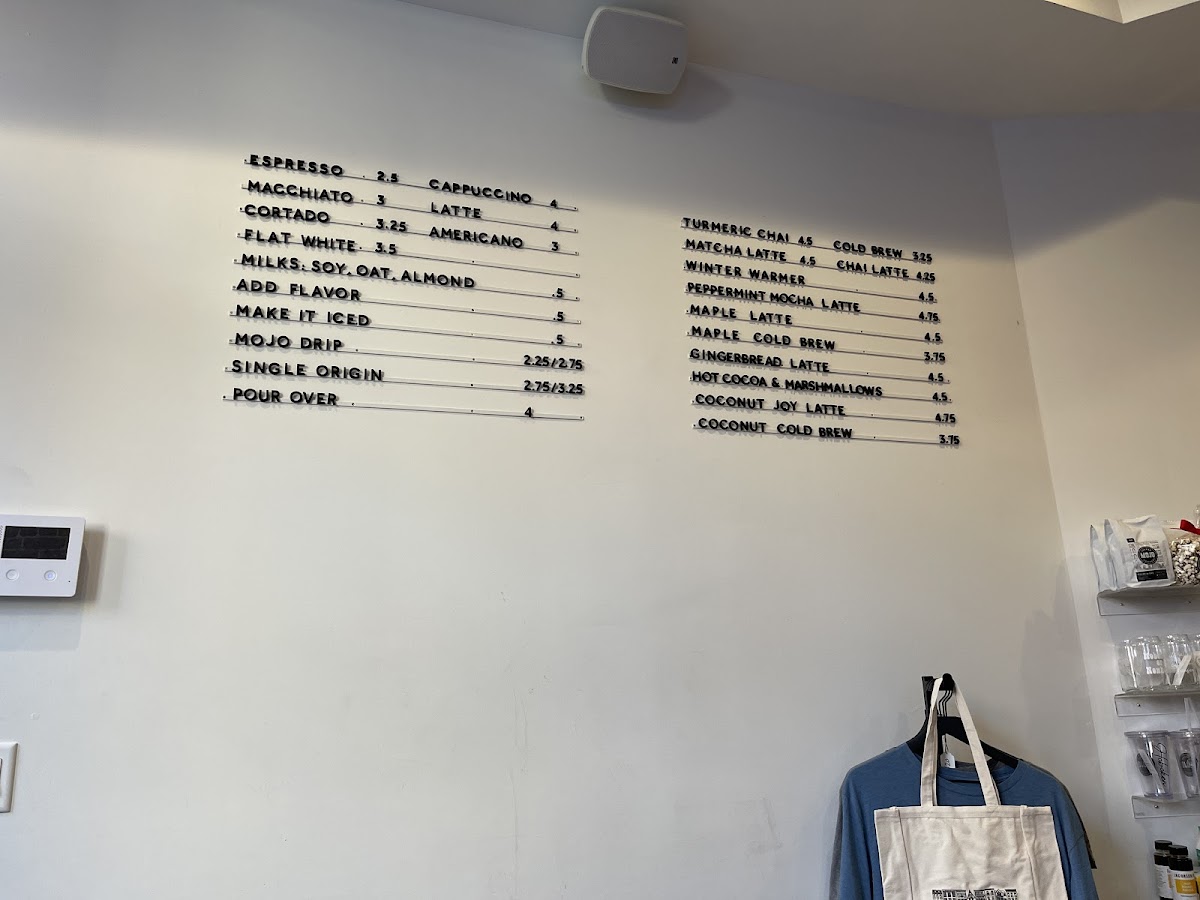 ESPRESSO 2.5 CAPPUCCINO 4
MACCHIATO 3 LATTE 4
CORTADO 3.25 AMERICANO 3
FLAT WHITE 3.5
MILKS: SOY, OAT, ALMOND .5
ADD FLAVOR .5
MAKE IT ICED .5
MOJO DRIP 2.25/2.75
SINGLE ORIGIN 2.75/3.25
POUR OVER 4
TURMERIC CHAI 4.5 COLD BREW 3.25
MATCHA LATTE 4.5 CHAI LATTE 4.25
WINTER WARMER 4.5
PEPPERMINT MOCHA LATTE 4.75
MAPLE LATTE 4.5
MAPLE COLD BREW 3.75
GINGERBREAD LATTE 4.5
HOT COCOA & MARSHMALLOWS 4.5
COCONUT JOY LATTE 4.75
COCONUT COLD BREW 3.75